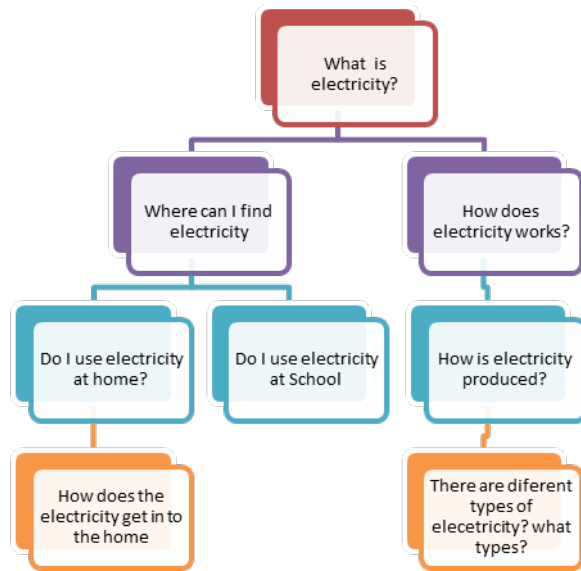 What is
electricity?
Where can I find
electricity
How does
electricity works?
Do I use electricity
at home?
Do I use electricity
at School
How is electricity
produced?
How does the
electricity get in to
the home
There are diferent
types of
elecetricity? what
types?